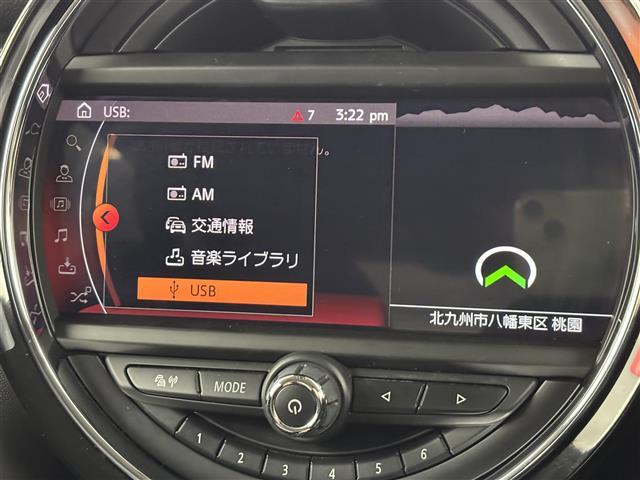 USB:
7
3:22 pm
FM
AM
交通情報
音楽ライブラリ
USB
北九州市八幡東区 桃園
MODE
1 2 3 4 5 6